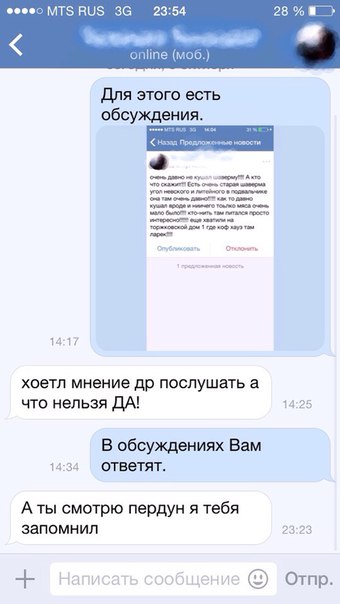 MTS RUS 3G 23:54 28 %
online (моб.)
Для этого есть
обсуждения.
MTS RUS 3G 14:04 31 %
Назад Предложенные новости
очень давно не кушал шаверму!!!! А кто
что скажит!! Есть очень старая шаверма
угол невского и литейного в подвальчике
она там очень давно!!!! как то давно
кушал вроде и ниичего тоьлко мяса очень
мало было!!!! кто-нить там питался просто
интересно!!!!! еще хватили на
торжковской дом 1 где коф хауз там
ларек!!!!
Опубликовать Отклонить
1 предложенная новость
14:17
хоетл мнение др послушать а
что нельзя ДА!
14:25
В обсуждениях Вам
ответят.
14:34
А ты смотрю пердун я тебя
запомнил
23:23
Написать сообщение
Отпр.